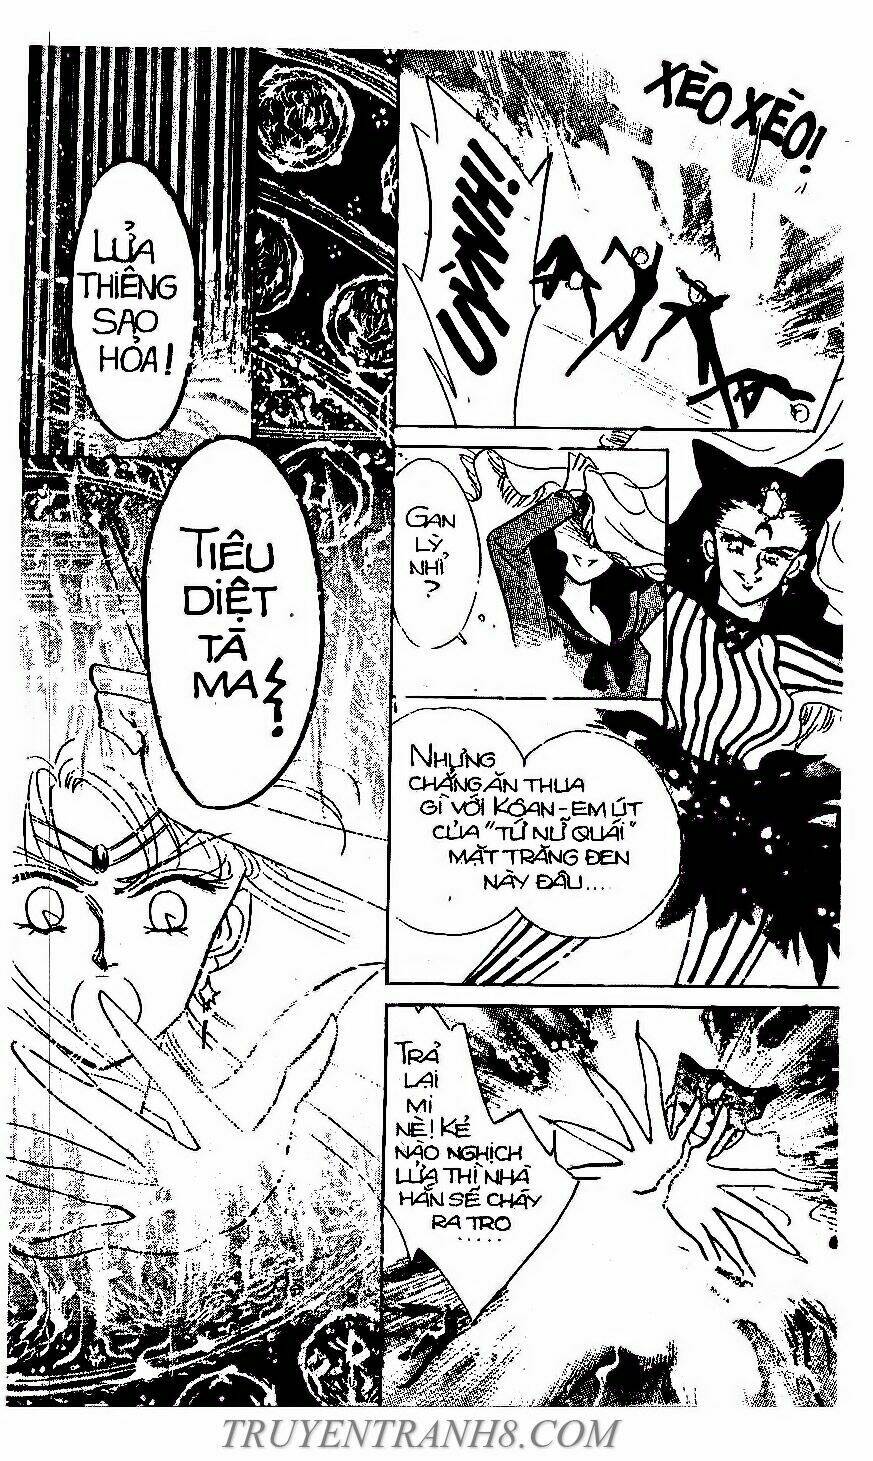 LỬA
THIÊNG
SAO
HỎA!
TIÊU
DIỆT
TÀ
MA!
XÈO XÈO!
UỲNH!
GAN
LỲ
NHỈ
?
NHƯNG
CHẲNG ĂN THUA
GÌ VỚI KÔAN-EM ÚT
CỦA "TỨ NỮ QUÁI"
MẶT TRĂNG ĐEN
NÀY ĐÂU...
TRẢ
LẠI
MI
NÈ! KẺ
NÀO NGHỊCH
LỬA THÌ NHÀ
HẮN SẼ CHÁY
RA TRO
.....
TRUYENTRANH8.COM